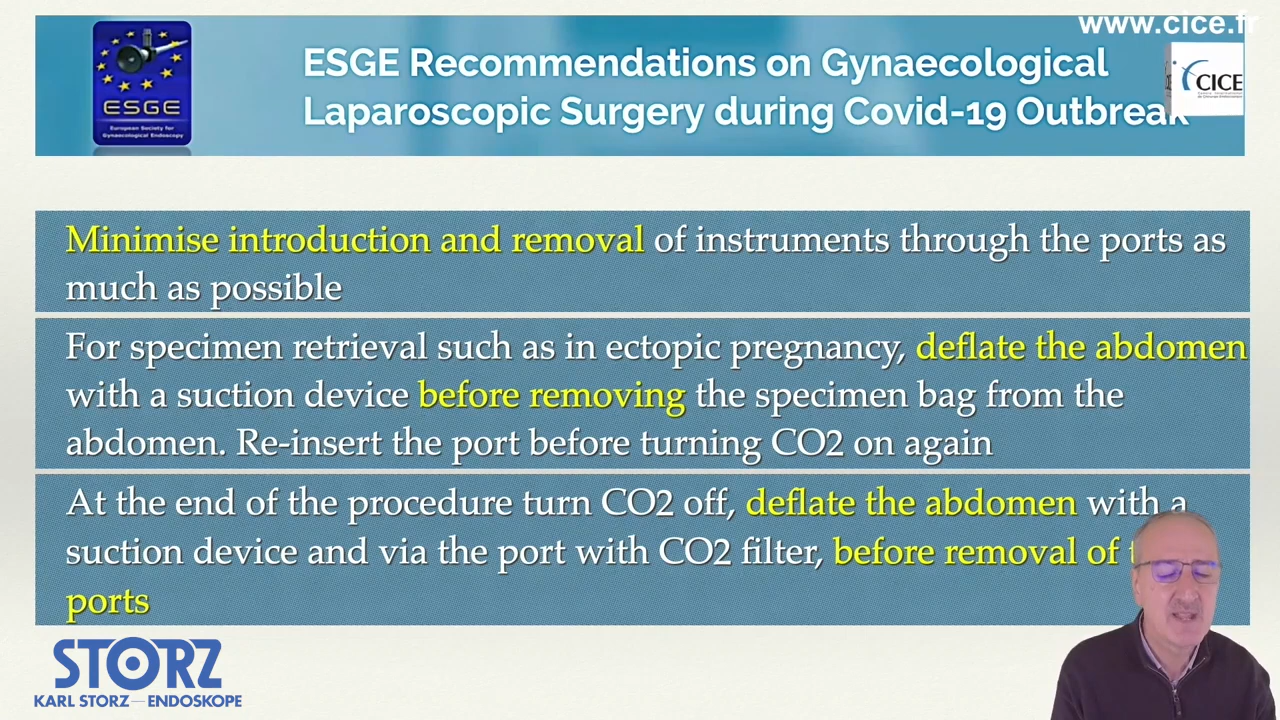 www.cice.fr
ESGE Recommendations on Gynaecological
Laparoscopic Surgery during Covid-19 Outbreak
ESGE
European Society for
Gynaecological Endoscopy
CICE
Minimise introduction and removal of instruments through the ports as
much as possible
For specimen retrieval such as in ectopic pregnancy, deflate the abdomen
with a suction device before removing the specimen bag from the
abdomen. Re-insert the port before turning CO2 on again
At the end of the procedure turn CO2 off, deflate the abdomen with a
suction device and via the port with CO2 filter, before removal of
ports
STORZ
KARL STORZ—ENDOSKOPE